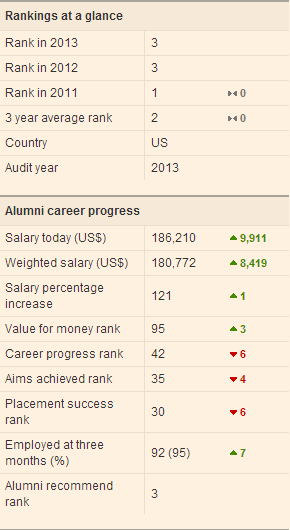 Rankings at a glance
Rank in 2013 3
Rank in 2012 3
Rank in 2011 1 0
3 year average rank 2 0
Country US
Audit year 2013
Alumni career progress
Salary today (US$) 186,210 9,911
Weighted salary (US$) 180,772 8,419
Salary percentage
increase 121 1
Value for money rank 95 3
Career progress rank 42 6
Aims achieved rank 35 4
Placement success
rank 30 6
Employed at three
months (%) 92 (95) 7
Alumni recommend
rank 3